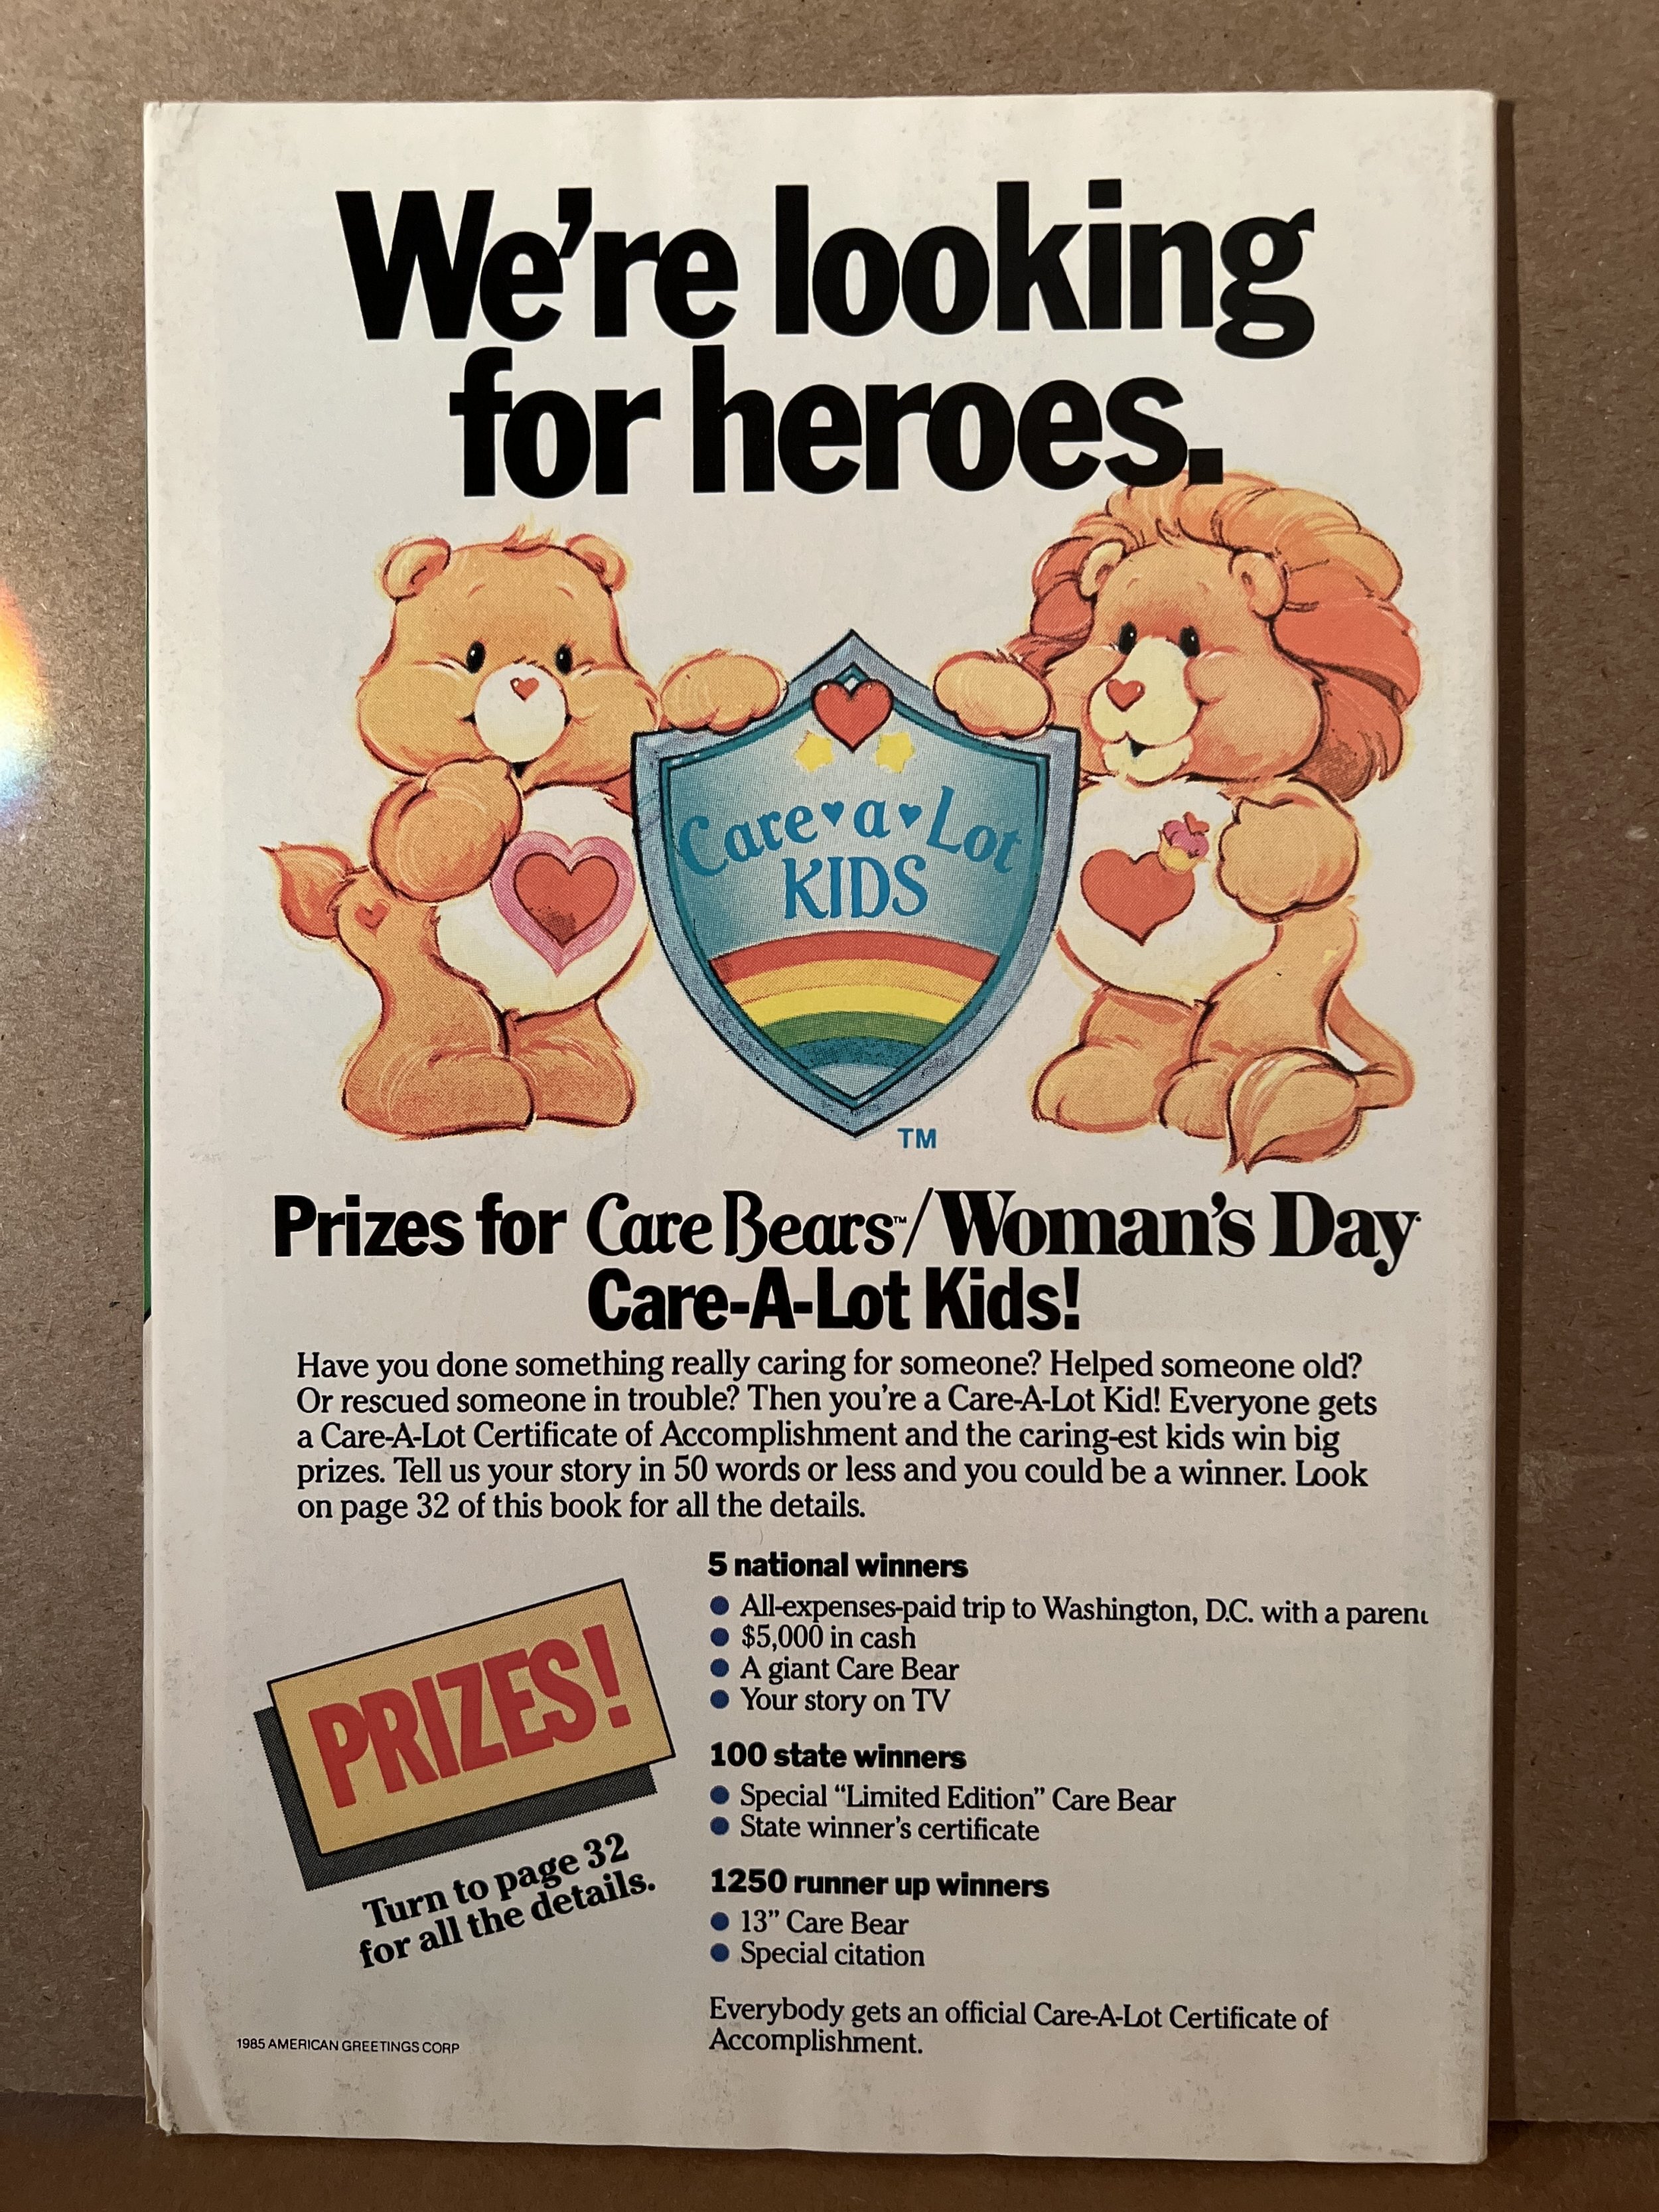 We're looking
for heroes.
Care♥a♥Lot
KIDS
TM
Prizes for Care Bears™/Woman's Day
Care-A-Lot Kids!
Have you done something really caring for someone? Helped someone old?
Or rescued someone in trouble? Then you're a Care-A-Lot Kid! Everyone gets
a Care-A-Lot Certificate of Accomplishment and the caring-est kids win big
prizes. Tell us your story in 50 words or less and you could be a winner. Look
on page 32 of this book for all the details.
PRIZES!
Turn to page 32
for all the details.
5 national winners
● All-expenses-paid trip to Washington, D.C. with a parent
● $5,000 in cash
● A giant Care Bear
● Your story on TV
100 state winners
● Special “Limited Edition” Care Bear
● State winner's certificate
1250 runner up winners
● 13” Care Bear
● Special citation
Everybody gets an official Care-A-Lot Certificate of
Accomplishment.
1985 AMERICAN GREETINGS CORP